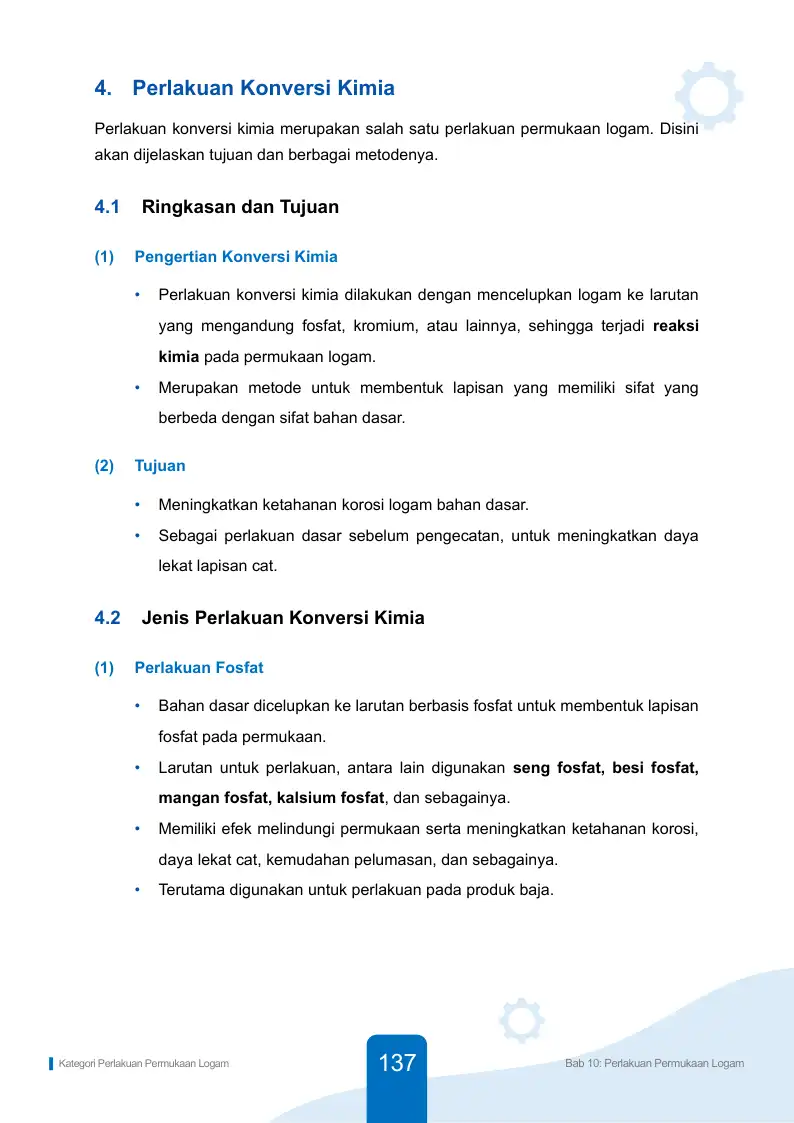 4. Perlakuan Konversi Kimia
Perlakuan konversi kimia merupakan salah satu perlakuan permukaan logam. Disini
akan dijelaskan tujuan dan berbagai metodenya.
4.1 Ringkasan dan Tujuan
(1) Pengertian Konversi Kimia
• Perlakuan konversi kimia dilakukan dengan mencelupkan logam ke larutan
yang mengandung fosfat, kromium, atau lainnya, sehingga terjadi reaksi
kimia pada permukaan logam.
• Merupakan metode untuk membentuk lapisan yang memiliki sifat yang
berbeda dengan sifat bahan dasar.
(2) Tujuan
• Meningkatkan ketahanan korosi logam bahan dasar.
• Sebagai perlakuan dasar sebelum pengecatan, untuk meningkatkan daya
lekat lapisan cat.
4.2 Jenis Perlakuan Konversi Kimia
(1) Perlakuan Fosfat
• Bahan dasar dicelupkan ke larutan berbasis fosfat untuk membentuk lapisan
fosfat pada permukaan.
• Larutan untuk perlakuan, antara lain digunakan seng fosfat, besi fosfat,
mangan fosfat, kalsium fosfat, dan sebagainya.
• Memiliki efek melindungi permukaan serta meningkatkan ketahanan korosi,
daya lekat cat, kemudahan pelumasan, dan sebagainya.
• Terutama digunakan untuk perlakuan pada produk baja.
Kategori Perlakuan Permukaan Logam
137
Bab 10: Perlakuan Permukaan Logam